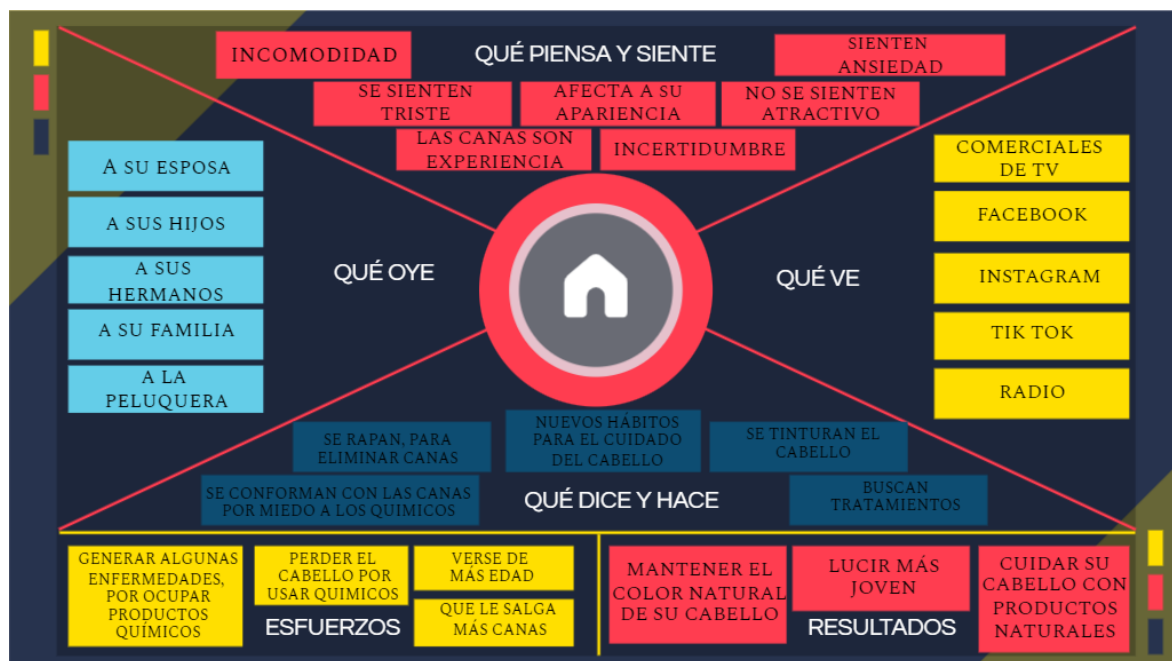 INCOMODIDAD
QUÉ PIENSA Y SIENTE
SIENTEN
ANSIEDAD
SE SIENTEN
TRISTE
AFECTA A SU
APARIENCIA
NO SE SIENTEN
ATRACTIVO
LAS CANAS SON
EXPERIENCIA
INCERTIDUMBRE
A SU ESPOSA
A SUS HIJOS
A SUS
HERMANOS
A SU FAMILIA
A LA
PELUQUERA
QUÉ OYE
QUÉ VE
COMERCIALES
DE TV
FACEBOOK
INSTAGRAM
TIK TOK
RADIO
SE RAPAN, PARA
ELIMINAR CANAS
NUEVOS HÁBITOS
PARA EL CUIDADO
DEL CABELLO
SE TINTURAN EL
CABELLO
SE CONFORMAN CON LAS CANAS
POR MIEDO A LOS QUIMICOS
QUÉ DICE Y HACE
BUSCAN
TRATAMIENTOS
GENERAR ALGUNAS
ENFERMEDADES,
POR OCUPAR
PRODUCTOS
QUÍMICOS
PERDER EL
CABELLO POR
USAR QUIMICOS
VERSE DE
MÁS EDAD
QUE LE SALGA
MÁS CANAS
ESFUERZOS
MANTENER EL
COLOR NATURAL
DE SU CABELLO
LUCIR MÁS
JOVEN
CUIDAR SU
CABELLO CON
PRODUCTOS
NATURALES
RESULTADOS